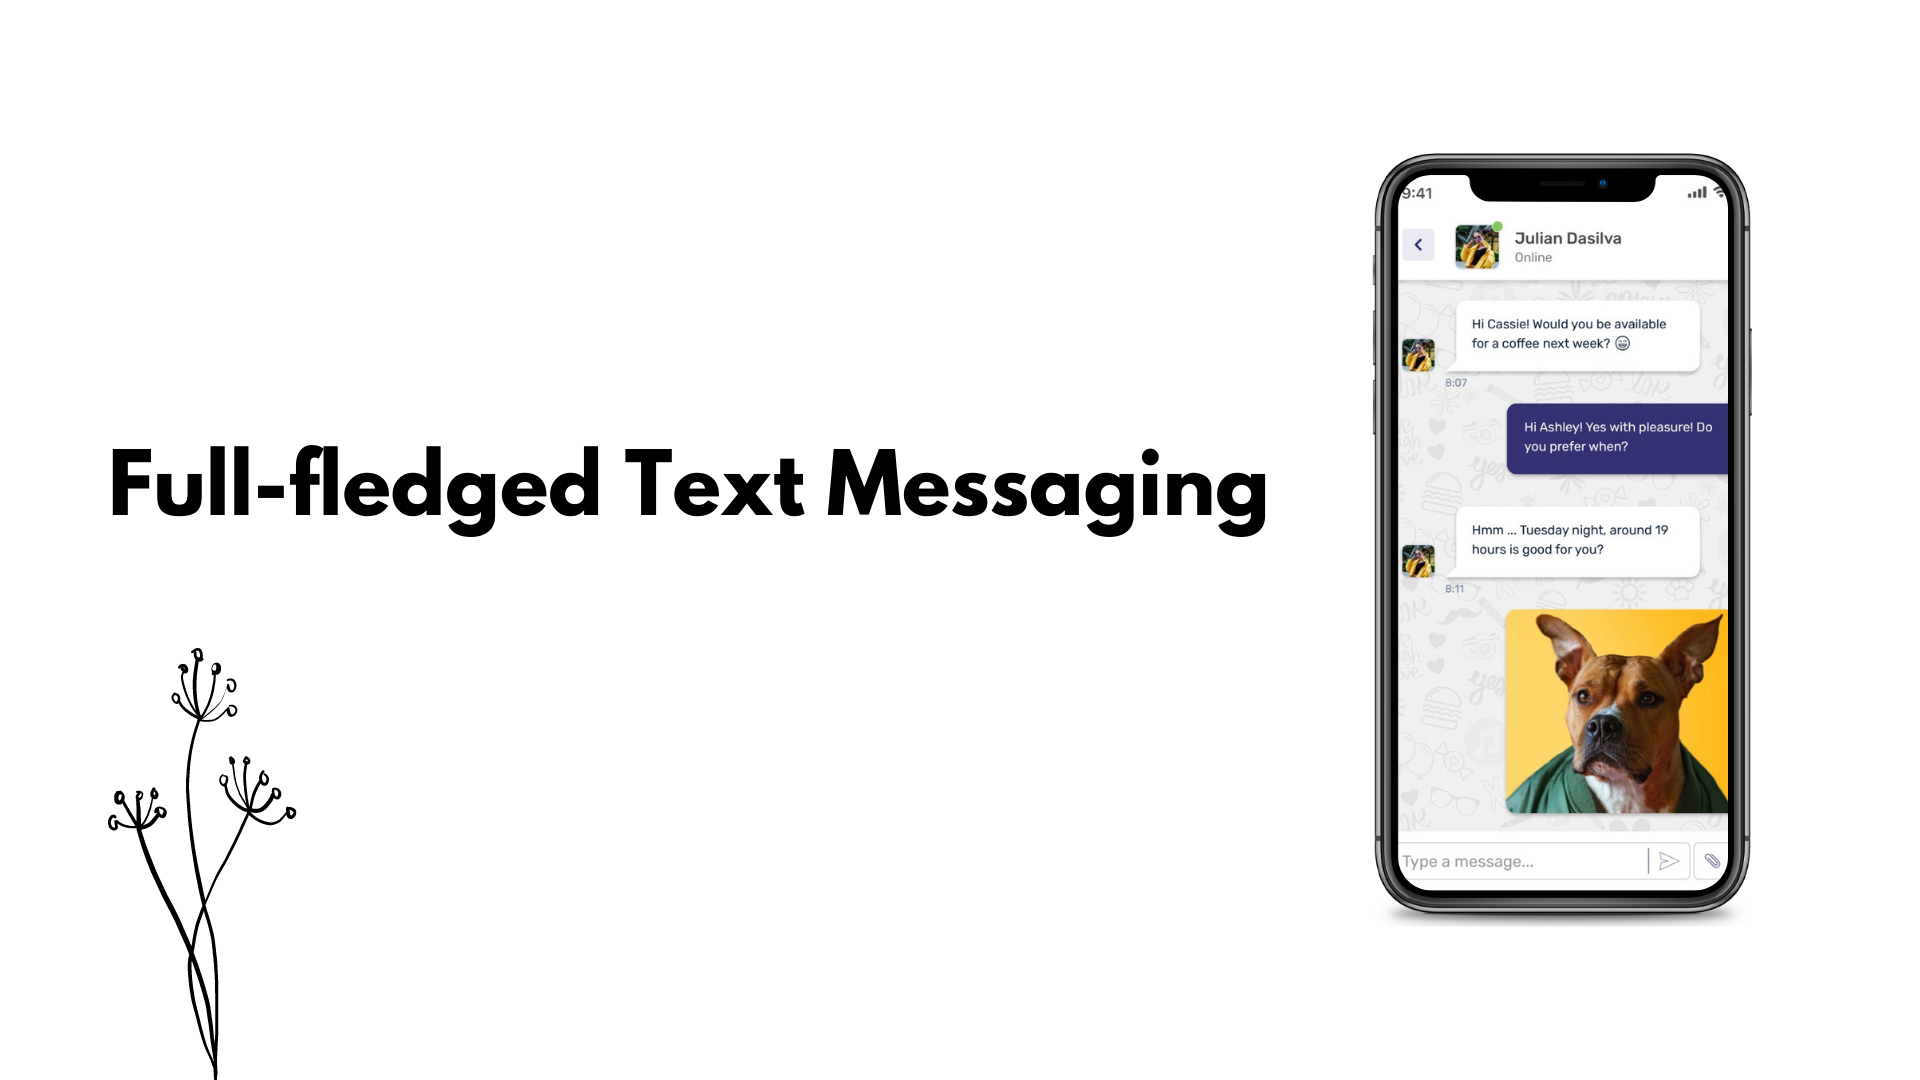 Full-fledged Text Messaging
9:41
Julian Dasilva
Online
Hi Cassie! Would you be available
for a coffee next week? 😄
8:07
Hi Ashley! Yes with pleasure! Do
you prefer when?
Hmm ... Tuesday night, around 19
hours is good for you?
8:11
Type a message...